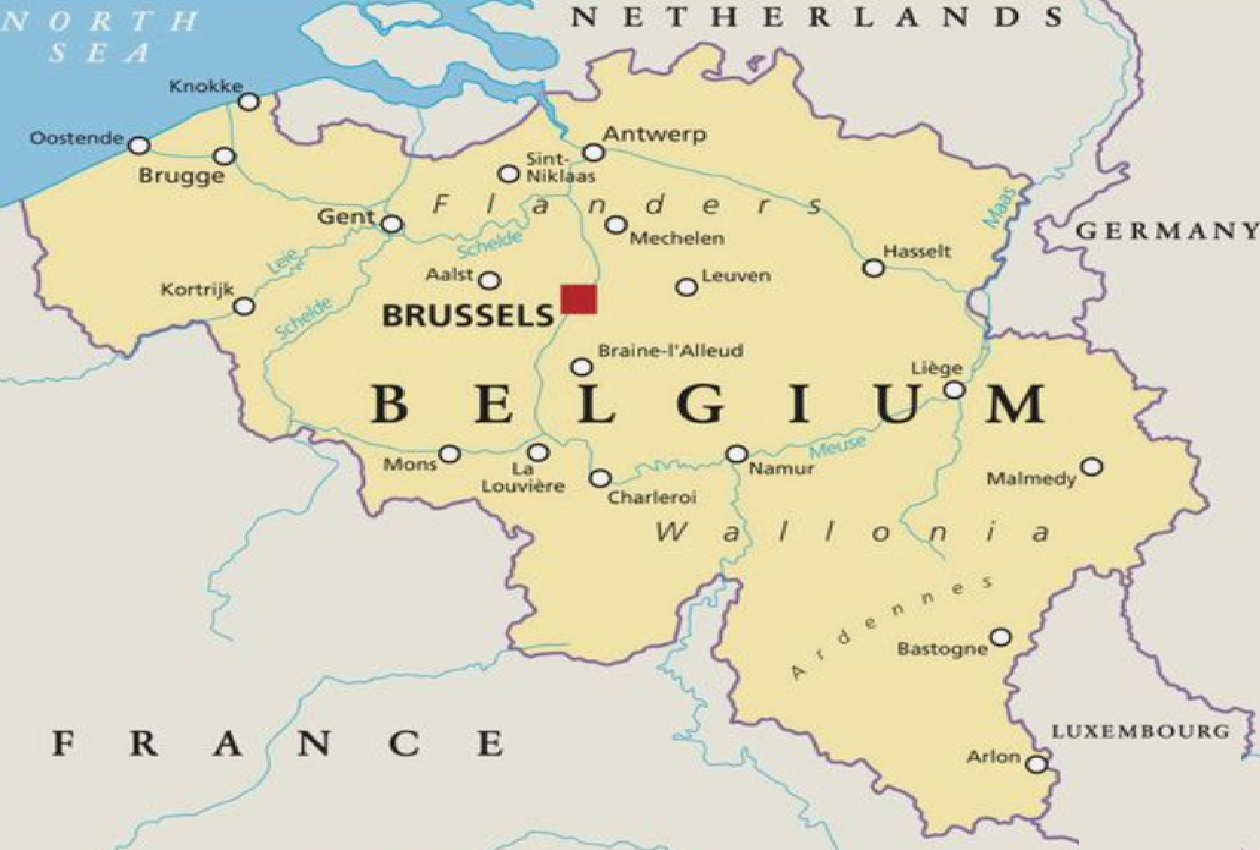 NORTH
SEA
NETHERLANDS
Knokke
Oostende
Brugge
Antwerp
Sint-
Niklaas
Flanders
Maas
Gent
Schelde
Mechelen
GERMANY
Leie
Aalst
Leuven
Hasselt
Kortrijk
Schelde
BRUSSELS
Braine-l'Alleud
Liège
BELGIUM
Meuse
Mons
La
Louvière
Charleroi
Namur
Malmedy
Wallonia
Ardennes
Bastogne
FRANCE
LUXEMBOURG
Arlon